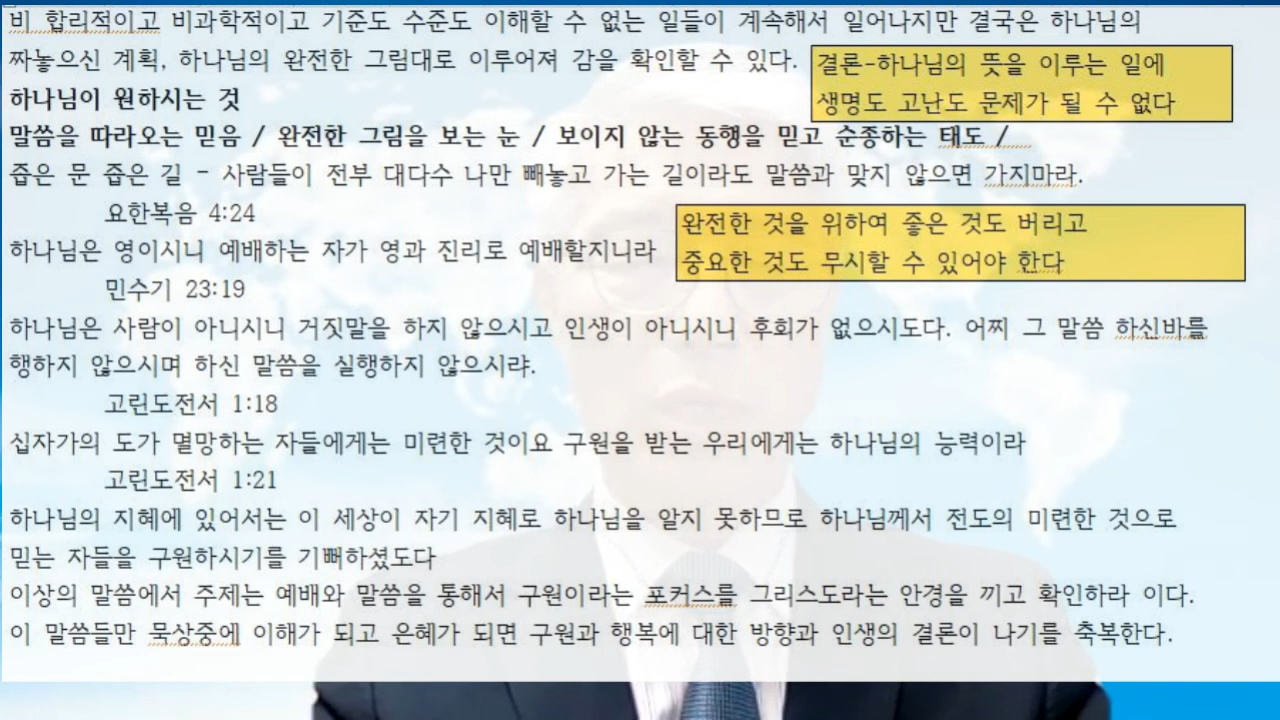 비 합리적이고 비과학적이고 기준도 수준도 이해할 수 없는 일들이 계속해서 일어나지만 결국은 하나님의
짜놓으신 계획, 하나님의 완전한 그림대로 이루어져 감을 확인할 수 있다.
결론-하나님의 뜻을 이루는 일에
생명도 고난도 문제가 될 수 없다
하나님이 원하시는 것
말씀을 따라오는 믿음 / 완전한 그림을 보는 눈 / 보이지 않는 동행을 믿고 순종하는 태도 /
좁은 문 좁은 길 - 사람들이 전부 대다수 나만 빼놓고 가는 길이라도 말씀과 맞지 않으면 가지마라.
요한복음 4:24
하나님은 영이시니 예배하는 자가 영과 진리로 예배할지니라
완전한 것을 위하여 좋은 것도 버리고
중요한 것도 무시할 수 있어야 한다
민수기 23:19
하나님은 사람이 아니시니 거짓말을 하지 않으시고 인생이 아니시니 후회가 없으시도다. 어찌 그 말씀 하신바를
행하지 않으시며 하신 말씀을 실행하지 않으시랴.
고린도전서 1:18
십자가의 도가 멸망하는 자들에게는 미련한 것이요 구원을 받는 우리에게는 하나님의 능력이라
고린도전서 1:21
하나님의 지혜에 있어서는 이 세상이 자기 지혜로 하나님을 알지 못하므로 하나님께서 전도의 미련한 것으로
믿는 자들을 구원하시기를 기뻐하셨도다
이상의 말씀에서 주제는 예배와 말씀을 통해서 구원이라는 포커스를 그리스도라는 안경을 끼고 확인하라 이다.
이 말씀들만 묵상중에 이해가 되고 은혜가 되면 구원과 행복에 대한 방향과 인생의 결론이 나기를 축복한다.